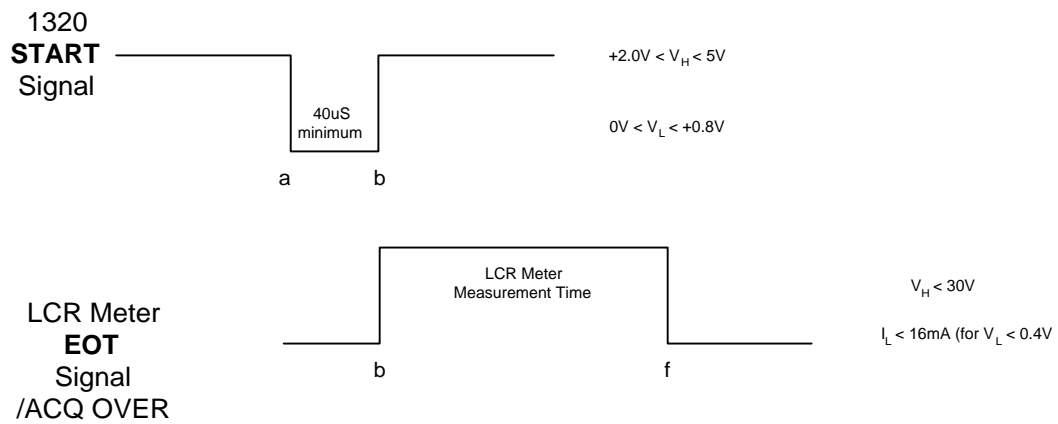 1320
START
Signal
+2.0V < VH < 5V
40uS
minimum
0V < VL < +0.8V
a
b
LCR Meter
Measurement Time
VH < 30V
LCR Meter
EOT
Signal
/ACQ OVER
IL < 16mA (for VL < 0.4V
b
f